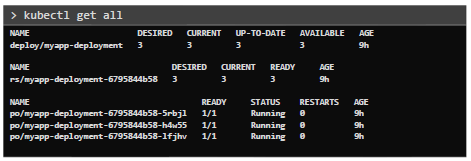 > kubectl get all
NAME DESIRED CURRENT UP-TO-DATE AVAILABLE AGE
deploy/myapp-deployment 3 3 3 3 9h
NAME DESIRED CURRENT READY AGE
rs/myapp-deployment-6795844b58 3 3 3 9h
NAME READY STATUS RESTARTS AGE
po/myapp-deployment-6795844b58-5rbjl 1/1 Running 0 9h
po/myapp-deployment-6795844b58-h4w55 1/1 Running 0 9h
po/myapp-deployment-6795844b58-lfjhv 1/1 Running 0 9h